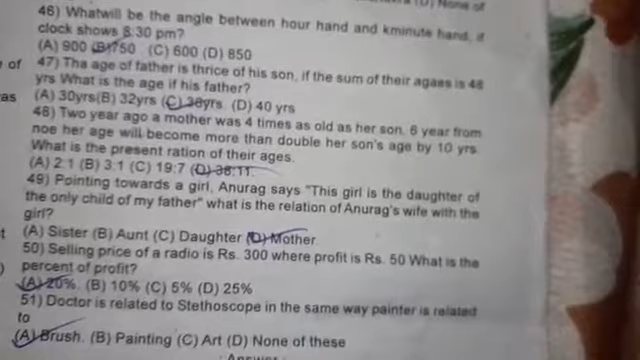 (D) None of
46) Whatwill be the angle between hour hand and kminute hand, if
clock shows 8:30 pm?
(A) 900 (B) 750 (C) 600 (D) 850
of 47) Tha age of father is thrice of his son, if the sum of their agaes is 48
yrs What is the age if his father?
as (A) 30yrs(B) 32yrs (C) 38yrs. (D) 40 yrs
48) Two year ago a mother was 4 times as old as her son. 6 year from
noe her age will become more than double her son's age by 10 yrs.
What is the present ration of their ages.
(A) 2:1 (B) 3:1 (C) 19:7 (D) 38:11.
49) Pointing towards a girl, Anurag says "This girl is the daughter of
the only child of my father" what is the relation of Anurag's wife with the
girl?
(A) Sister (B) Aunt (C) Daughter (D) Mother
50) Selling price of a radio is Rs. 300 where profit is Rs. 50 What is the
percent of profit?
(A) 20%. (B) 10% (C) 5% (D) 25%
51) Doctor is related to Stethoscope in the same way painter is related
to
(A) Brush. (B) Painting (C) Art (D) None of these